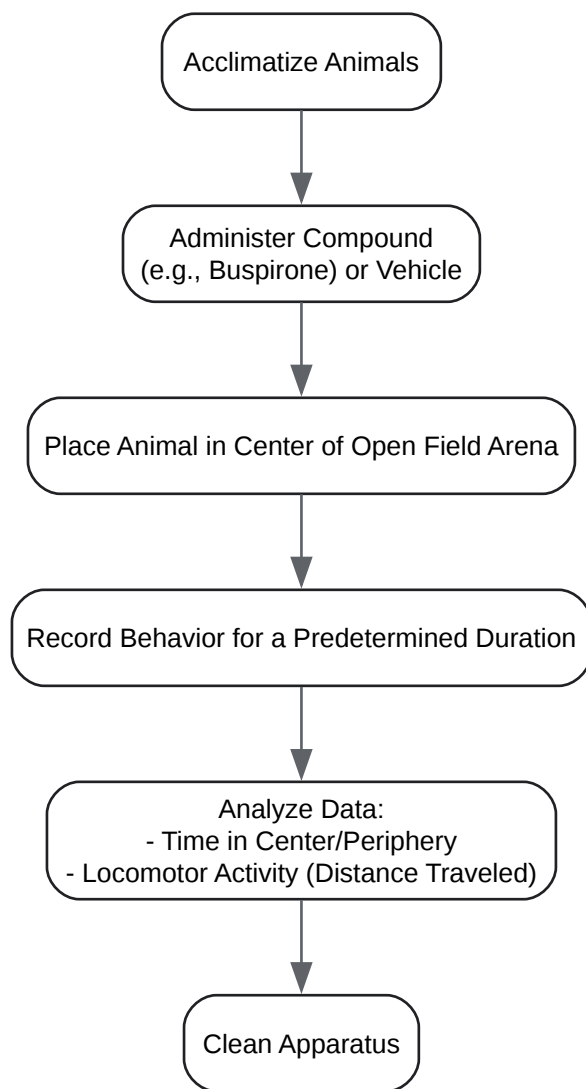 Acclimatize Animals
Administer Compound
(e.g., Buspirone) or Vehicle
Place Animal in Center of Open Field Arena
Record Behavior for a Predetermined Duration
Analyze Data:
- Time in Center/Periphery
- Locomotor Activity (Distance Traveled)
Clean Apparatus